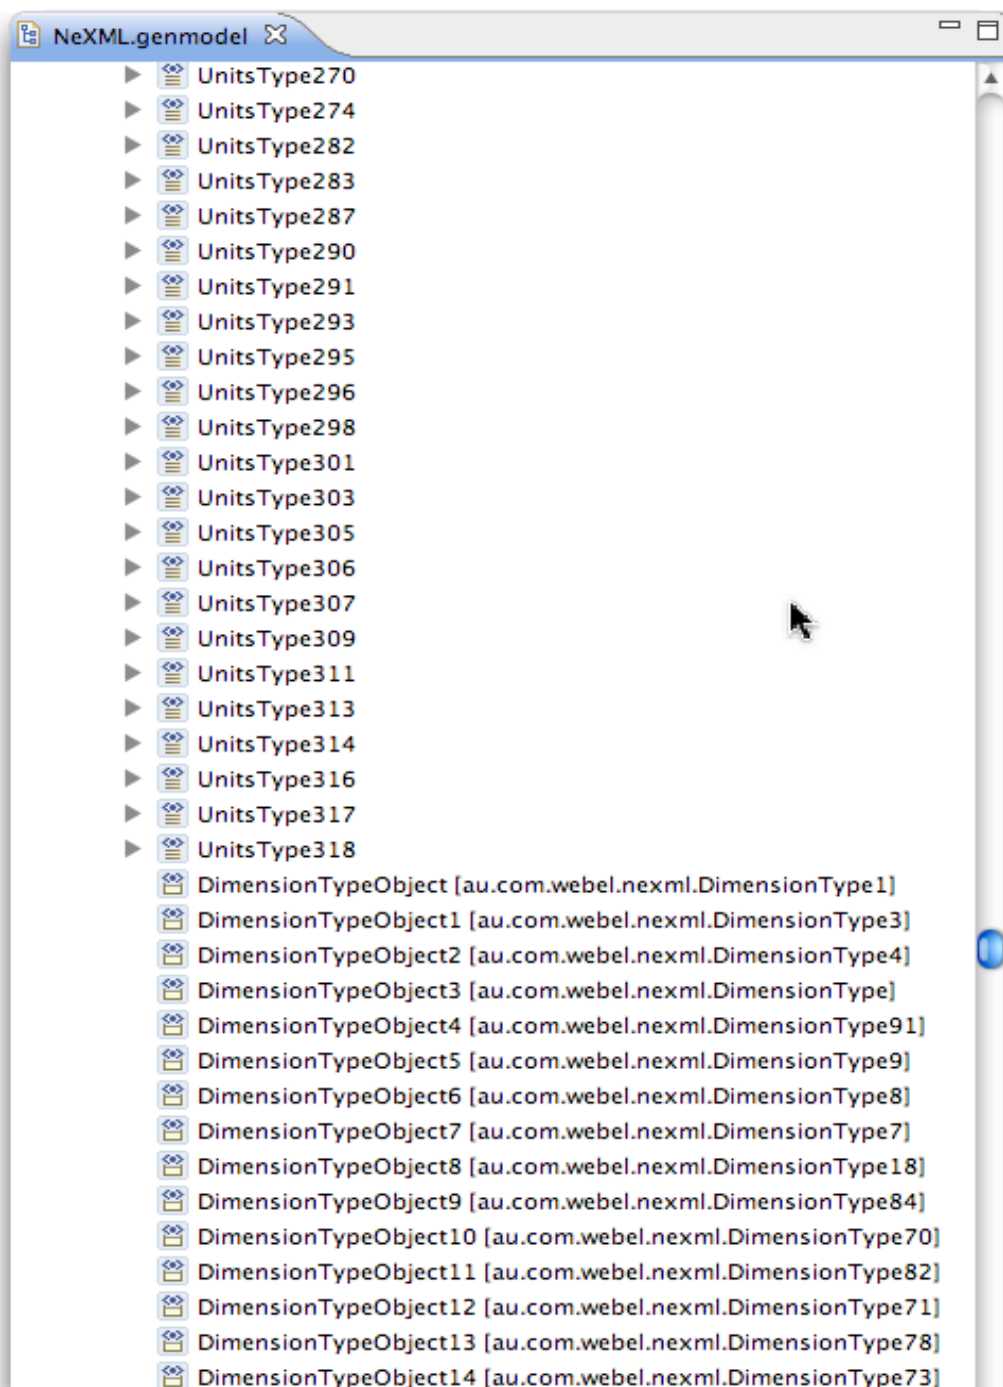 NeXML.genmodel
UnitsType270
UnitsType274
UnitsType282
UnitsType283
UnitsType287
UnitsType290
UnitsType291
UnitsType293
UnitsType295
UnitsType296
UnitsType298
UnitsType301
UnitsType303
UnitsType305
UnitsType306
UnitsType307
UnitsType309
UnitsType311
UnitsType313
UnitsType314
UnitsType316
UnitsType317
UnitsType318
DimensionTypeObject [au.com.webel.nexml.DimensionType1]
DimensionTypeObject1 [au.com.webel.nexml.DimensionType3]
DimensionTypeObject2 [au.com.webel.nexml.DimensionType4]
DimensionTypeObject3 [au.com.webel.nexml.DimensionType]
DimensionTypeObject4 [au.com.webel.nexml.DimensionType91]
DimensionTypeObject5 [au.com.webel.nexml.DimensionType9]
DimensionTypeObject6 [au.com.webel.nexml.DimensionType8]
DimensionTypeObject7 [au.com.webel.nexml.DimensionType7]
DimensionTypeObject8 [au.com.webel.nexml.DimensionType18]
DimensionTypeObject9 [au.com.webel.nexml.DimensionType84]
DimensionTypeObject10 [au.com.webel.nexml.DimensionType70]
DimensionTypeObject11 [au.com.webel.nexml.DimensionType82]
DimensionTypeObject12 [au.com.webel.nexml.DimensionType71]
DimensionTypeObject13 [au.com.webel.nexml.DimensionType78]
DimensionTypeObject14 [au.com.webel.nexml.DimensionType73]